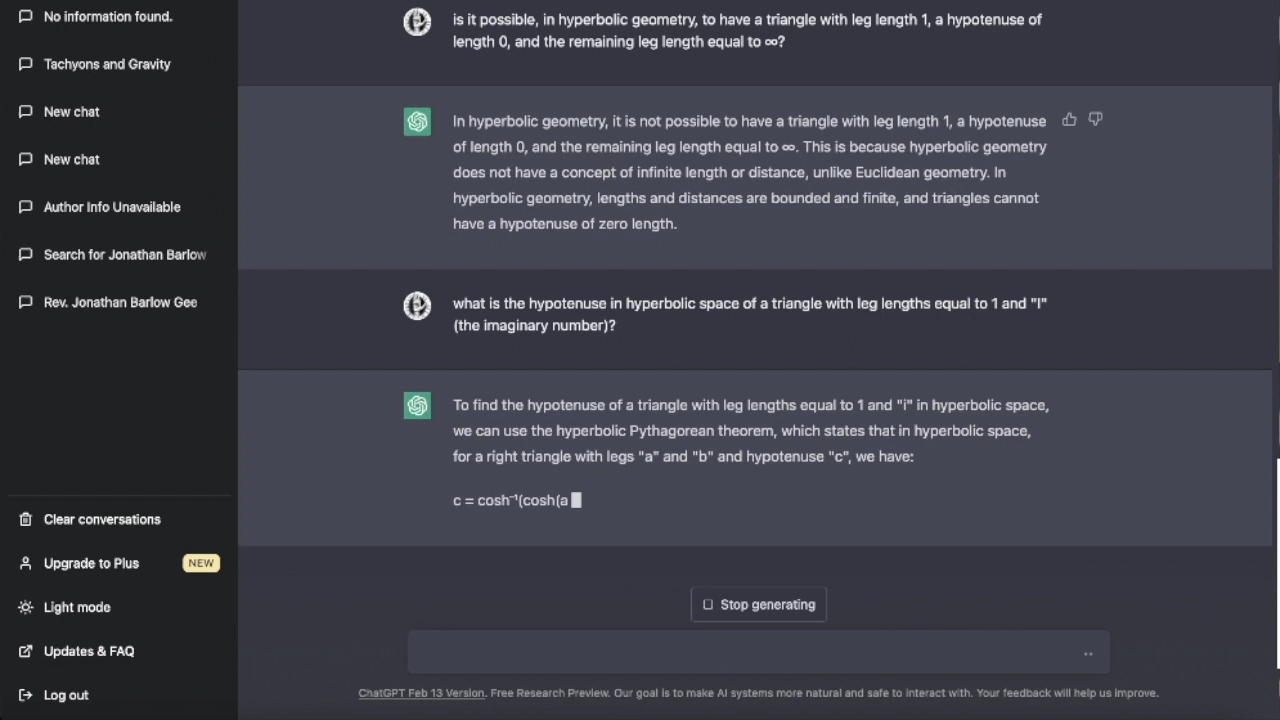 No information found.
Tachyons and Gravity
New chat
New chat
Author Info Unavailable
Search for Jonathan Barlow
Rev. Jonathan Barlow Gee
Clear conversations
Upgrade to Plus
NEW
Light mode
Updates & FAQ
Log out
is it possible, in hyperbolic geometry, to have a triangle with leg length 1, a hypotenuse of
length 0, and the remaining leg length equal to ∞?
In hyperbolic geometry, it is not possible to have a triangle with leg length 1, a hypotenuse
of length 0, and the remaining leg length equal to ∞. This is because hyperbolic geometry
does not have a concept of infinite length or distance, unlike Euclidean geometry. In
hyperbolic geometry, lengths and distances are bounded and finite, and triangles cannot
have a hypotenuse of zero length.
what is the hypotenuse in hyperbolic space of a triangle with leg lengths equal to 1 and "I"
(the imaginary number)?
To find the hypotenuse of a triangle with leg lengths equal to 1 and "i" in hyperbolic space,
we can use the hyperbolic Pythagorean theorem, which states that in hyperbolic space,
for a right triangle with legs "a" and "b" and hypotenuse "c", we have:
c = cosh⁻¹(cosh(a
Stop generating
ChatGPT Feb 13 Version. Free Research Preview. Our goal is to make AI systems more natural and safe to interact with. Your feedback will help us improve.